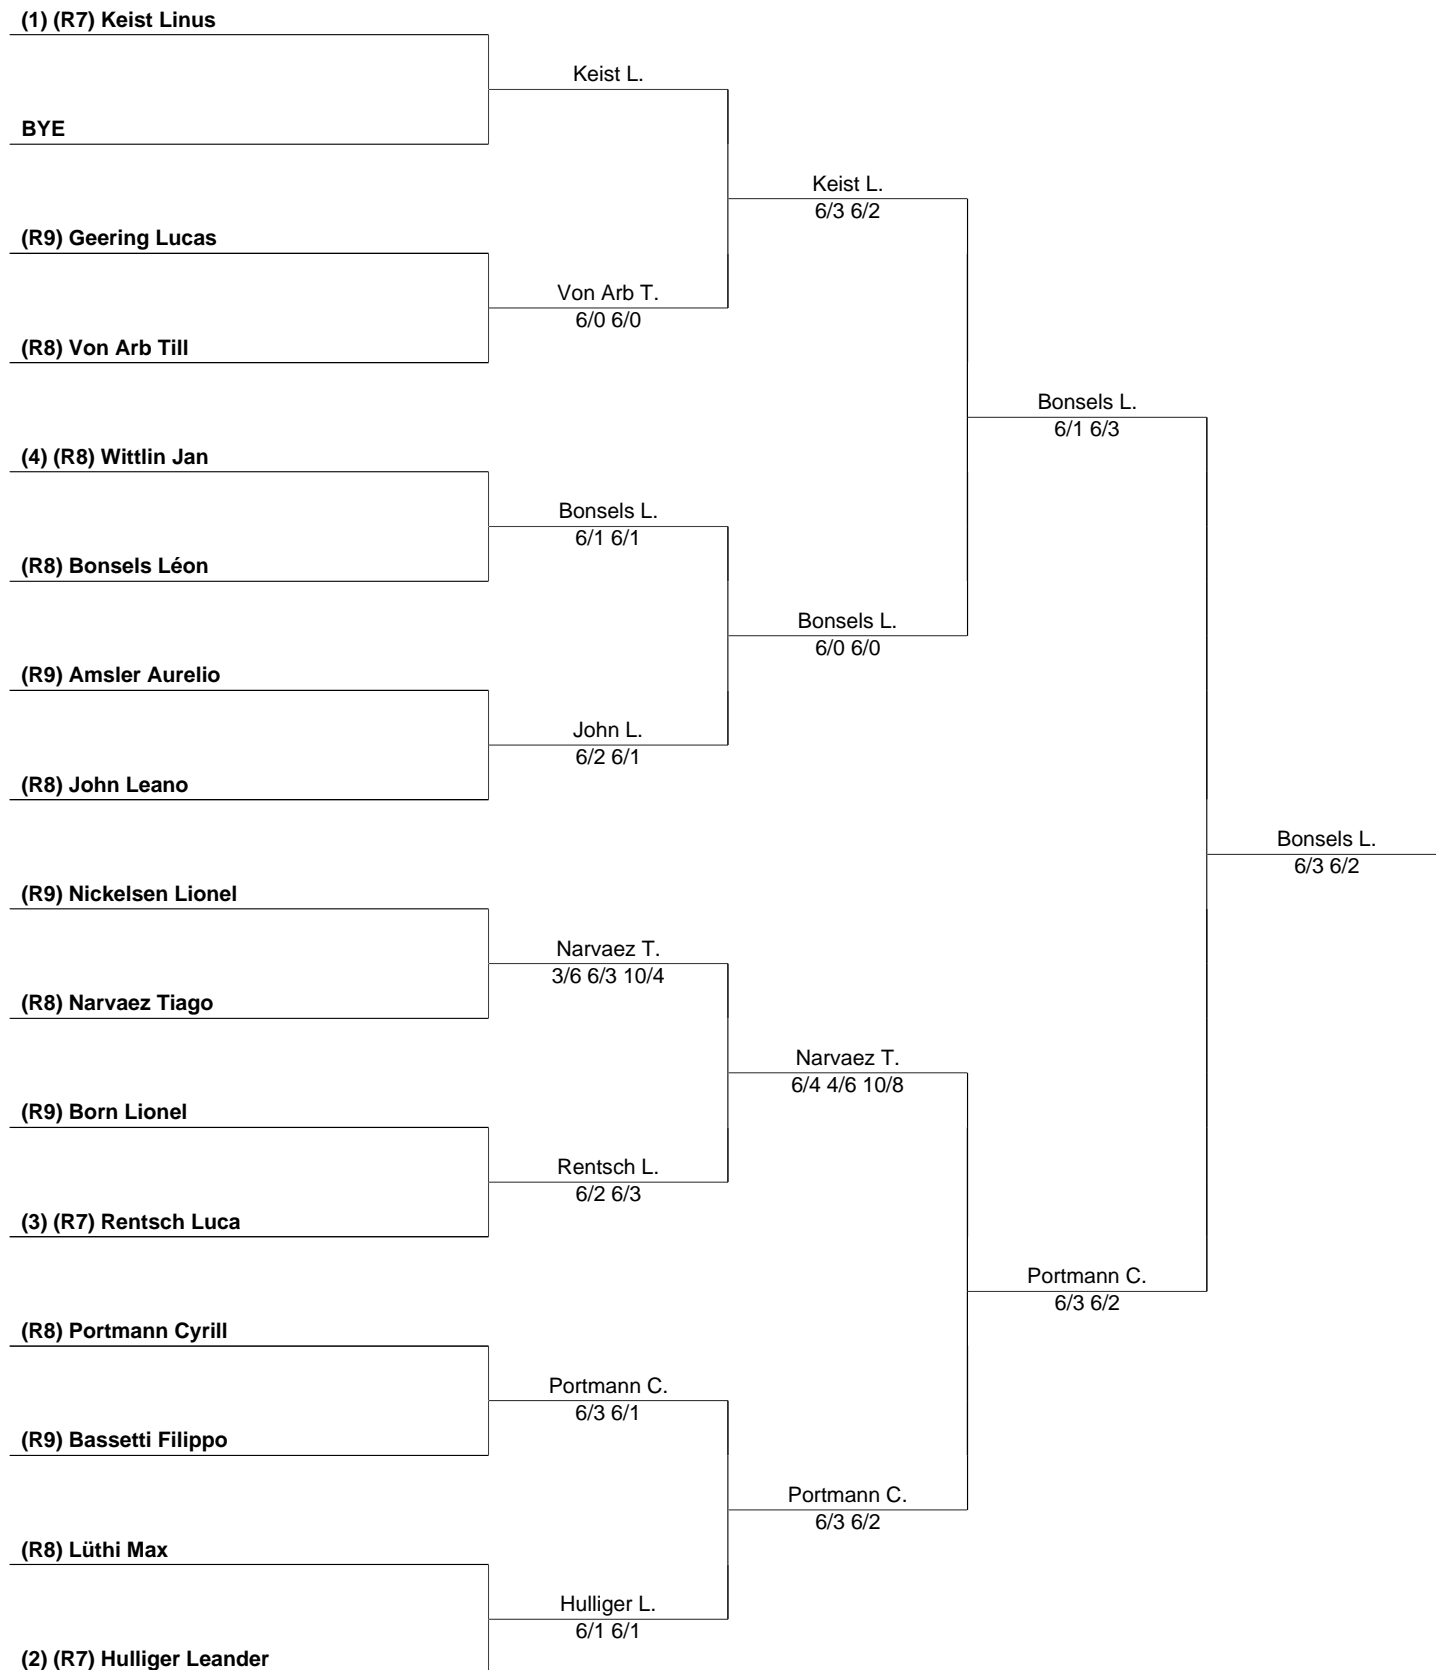 (1) (R7) Keist Linus
Keist L.
BYE
Keist L.
6/3 6/2
(R9) Geering Lucas
Von Arb T.
6/0 6/0
(R8) Von Arb Till
Bonsels L.
6/1 6/3
(4) (R8) Wittlin Jan
Bonsels L.
6/1 6/1
(R8) Bonsels Léon
Bonsels L.
6/0 6/0
(R9) Amsler Aurelio
John L.
6/2 6/1
(R8) John Leano
Bonsels L.
6/3 6/2
(R9) Nickelsen Lionel
Narvaez T.
3/6 6/3 10/4
(R8) Narvaez Tiago
Narvaez T.
6/4 4/6 10/8
(R9) Born Lionel
Rentsch L.
6/2 6/3
(3) (R7) Rentsch Luca
Portmann C.
6/3 6/2
(R8) Portmann Cyrill
Portmann C.
6/3 6/1
(R9) Bassetti Filippo
Portmann C.
6/3 6/2
(R8) Lüthi Max
Hulliger L.
6/1 6/1
(2) (R7) Hulliger Leander